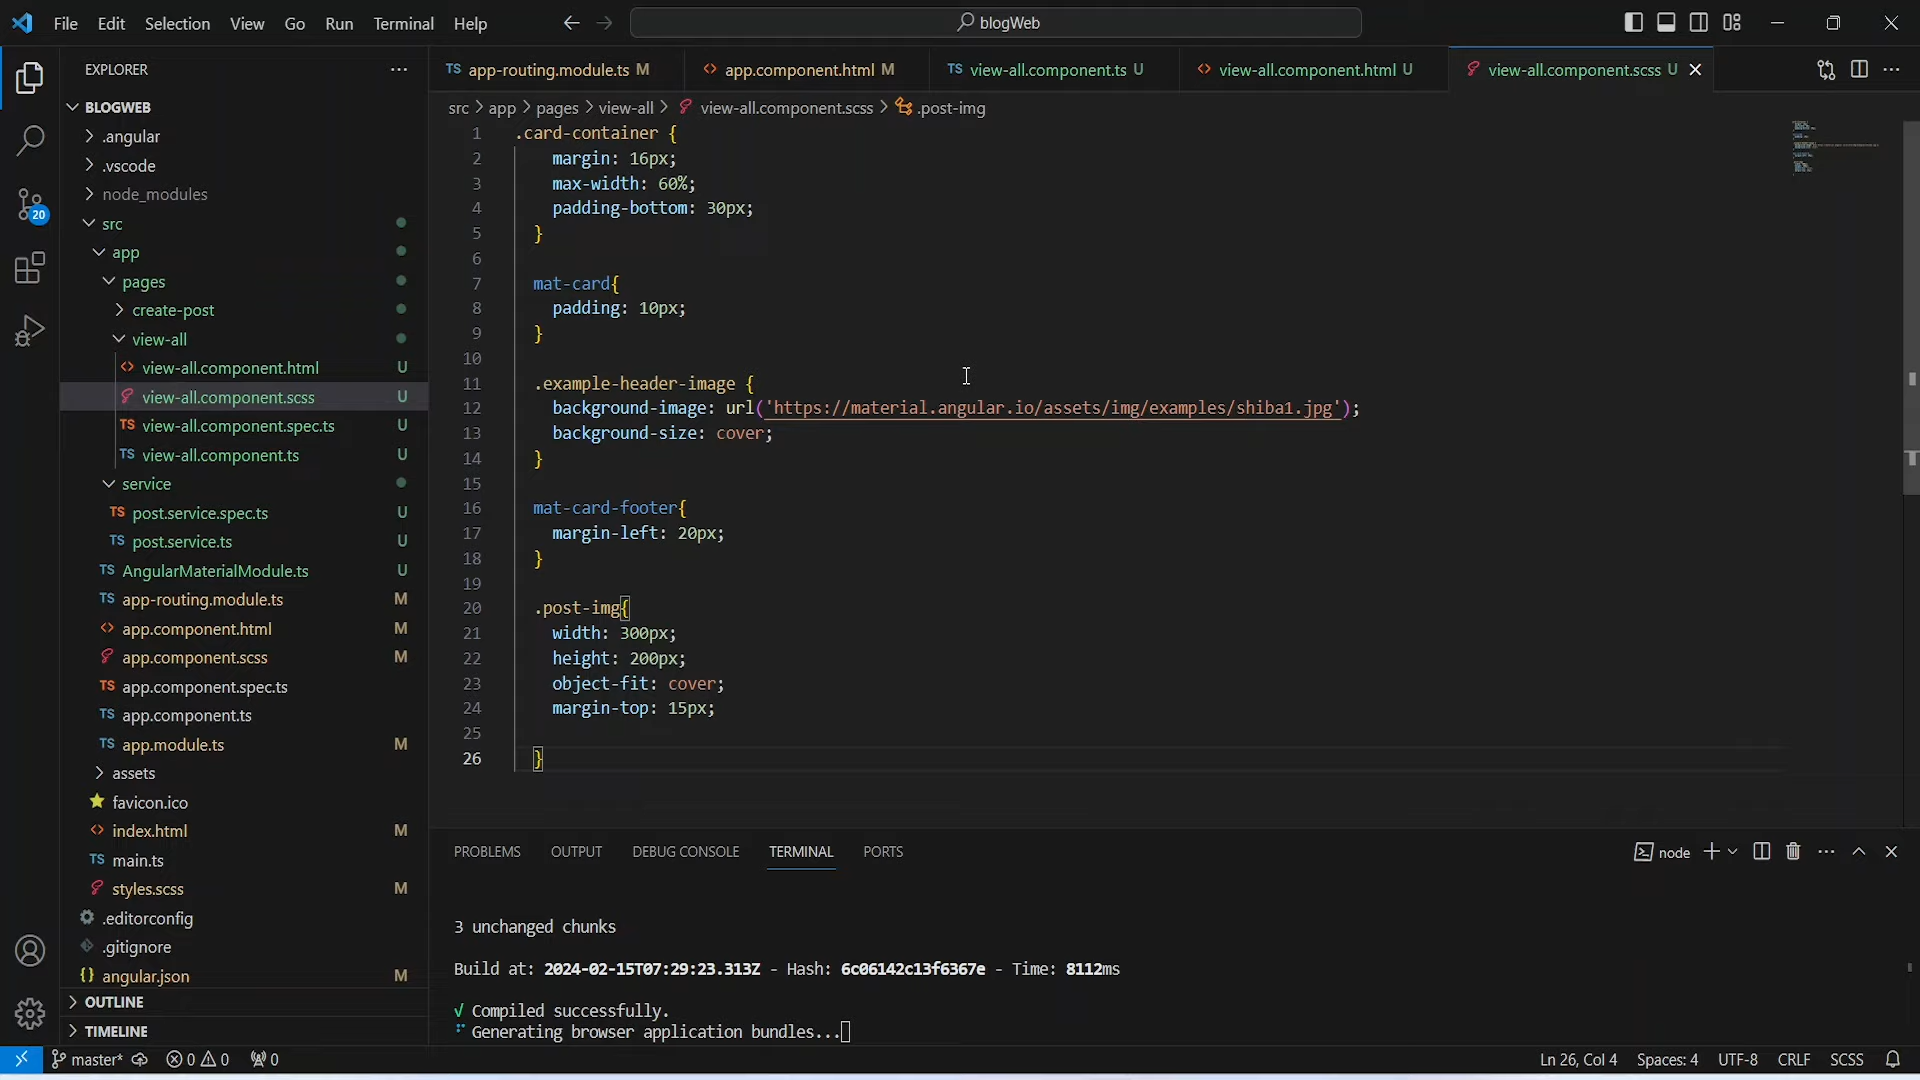 File Edit Selection View Go Run Terminal Help
blogWeb
EXPLORER
BLOGWEB
.angular
.vscode
node_modules
src
app
pages
create-post
view-all
view-all.component.html U
view-all.component.scss U
view-all.component.spec.ts U
view-all.component.ts U
service
post.service.spec.ts U
post.service.ts U
AngularMaterialModule.ts U
app-routing.module.ts M
app.component.html M
app.component.scss M
app.component.spec.ts
app.component.ts
app.module.ts M
assets
favicon.ico
index.html M
main.ts
styles.scss M
.editorconfig
.gitignore
angular.json M
OUTLINE
TIMELINE
20
app-routing.module.ts M
app.component.html M
view-all.component.ts U
view-all.component.html U
view-all.component.scss U
src > app > pages > view-all > view-all.component.scss > .post-img
1 .card-container {
2 margin: 16px;
3 max-width: 60%;
4 padding-bottom: 30px;
5 }
6
7 mat-card{
8 padding: 10px;
9 }
10
11 .example-header-image {
12 background-image: url('https://material.angular.io/assets/img/examples/shiba1.jpg');
13 background-size: cover;
14 }
15
16 mat-card-footer{
17 margin-left: 20px;
18 }
19
20 .post-img{
21 width: 300px;
22 height: 200px;
23 object-fit: cover;
24 margin-top: 15px;
25
26 }
PROBLEMS OUTPUT DEBUG CONSOLE TERMINAL PORTS
node
3 unchanged chunks
Build at: 2024-02-15T07:29:23.313Z - Hash: 6c06142c13f6367e - Time: 8112ms
√ Compiled successfully.
Generating browser application bundles...
master* 0 0 0
Ln 26, Col 4 Spaces: 4 UTF-8 CRLF SCSS